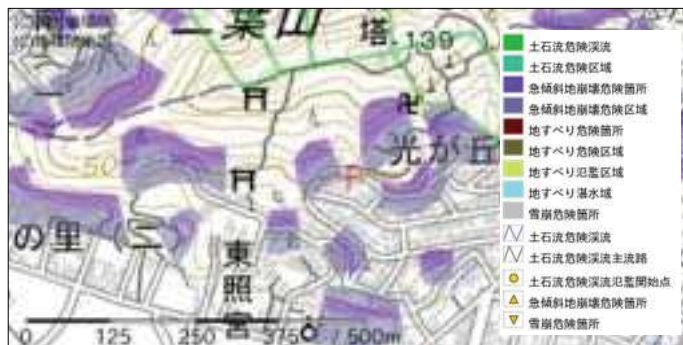 二葉山
塔
139
光が丘
50
の里(二)
東照宮
0 125 250 375 500m
土石流危険渓流
土石流危険区域
急傾斜地崩壊危険箇所
急傾斜地崩壊危険区域
地すべり危険箇所
地すべり危険区域
地すべり氾濫区域
地すべり湛水域
雪崩危険箇所
土石流危険渓流
土石流危険渓流主流路
土石流危険渓流氾濫開始点
急傾斜地崩壊危険箇所
雪崩危険箇所